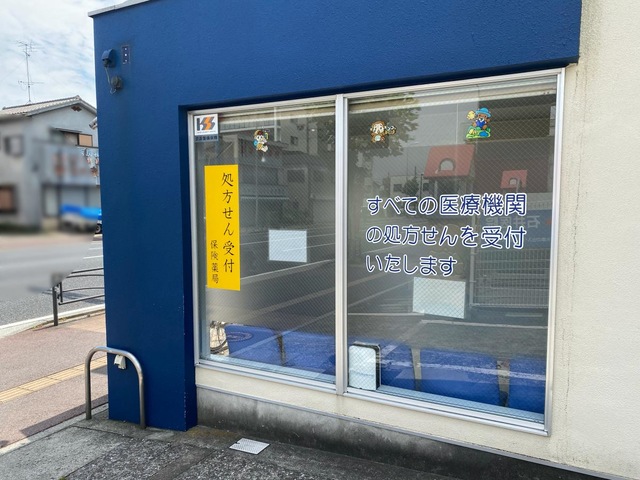 処方せん受付
保険薬局
すべての医療機関
の処方せんを受付
いたします